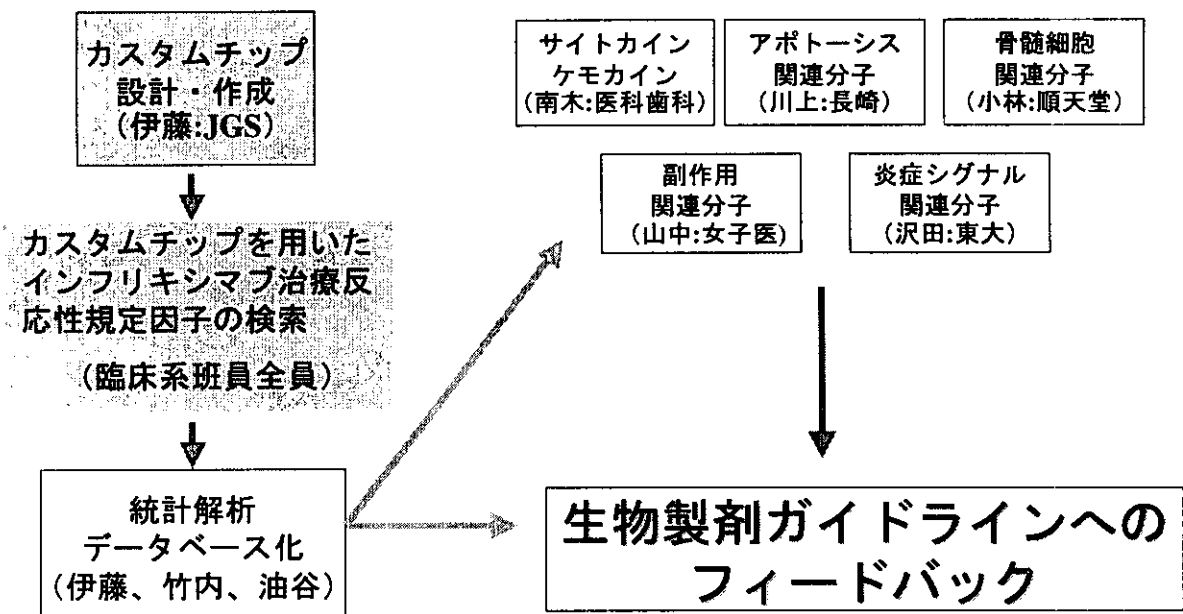 カスタムチップ
設計・作成
（伊藤:JGS）
カスタムチップを用いた
インフリキシマブ治療反
応性規定因子の検索
（臨床系班員全員）
統計解析
データベース化
（伊藤、竹内、油谷）
サイトカイン
ケモカイン
（南木:医科歯科）
アポトーシス
関連分子
（川上:長崎）
骨髄細胞
関連分子
（小林:順天堂）
副作用
関連分子
（山中:女子医)
炎症シグナル
関連分子
（沢田:東大）
生物製剤ガイドラインへの
フィードバック